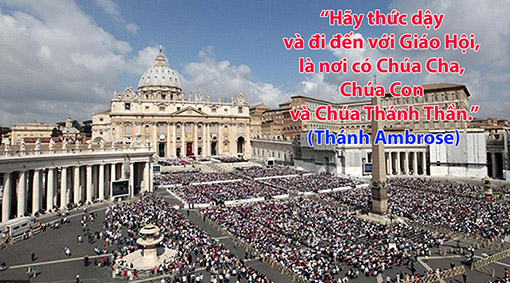 “Hãy thức dậy
và đi đến với Giáo Hội,
là nơi có Chúa Cha,
Chúa Con
và Chúa Thánh Thần.”
(Thánh Ambrose)